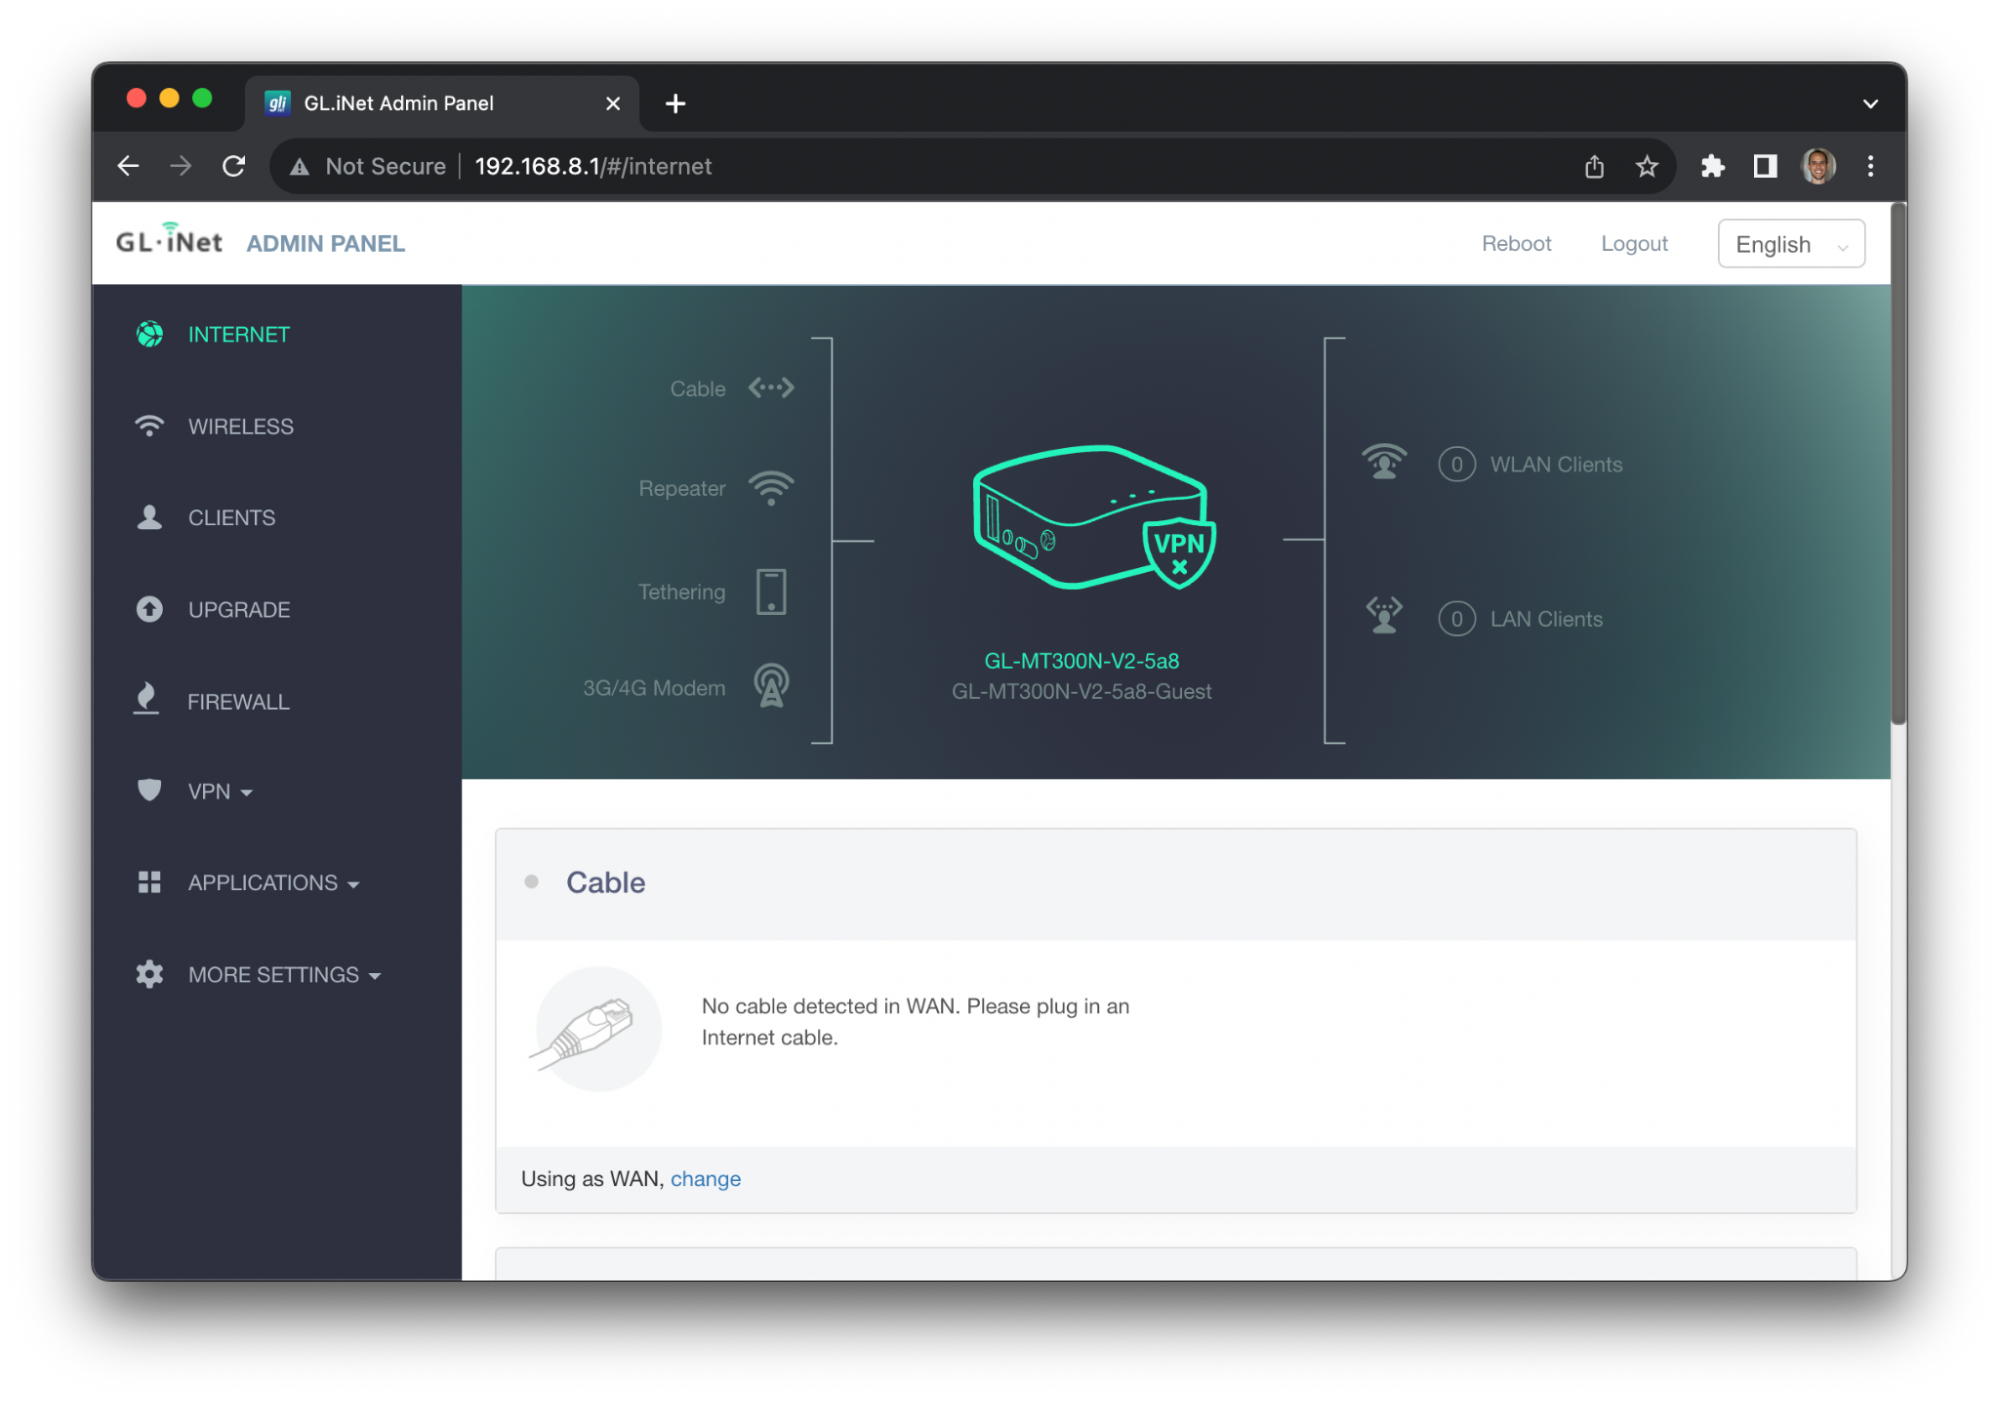 gli GL.iNet Admin Panel
Not Secure 192.168.8.1/#/internet
GL·iNet ADMIN PANEL
Reboot Logout English
INTERNET
WIRELESS
CLIENTS
UPGRADE
FIREWALL
VPN
APPLICATIONS
MORE SETTINGS
Cable
Repeater
Tethering
3G/4G Modem
VPN
GL-MT300N-V2-5a8
GL-MT300N-V2-5a8-Guest
0 WLAN Clients
0 LAN Clients
Cable
No cable detected in WAN. Please plug in an
Internet cable.
Using as WAN, change